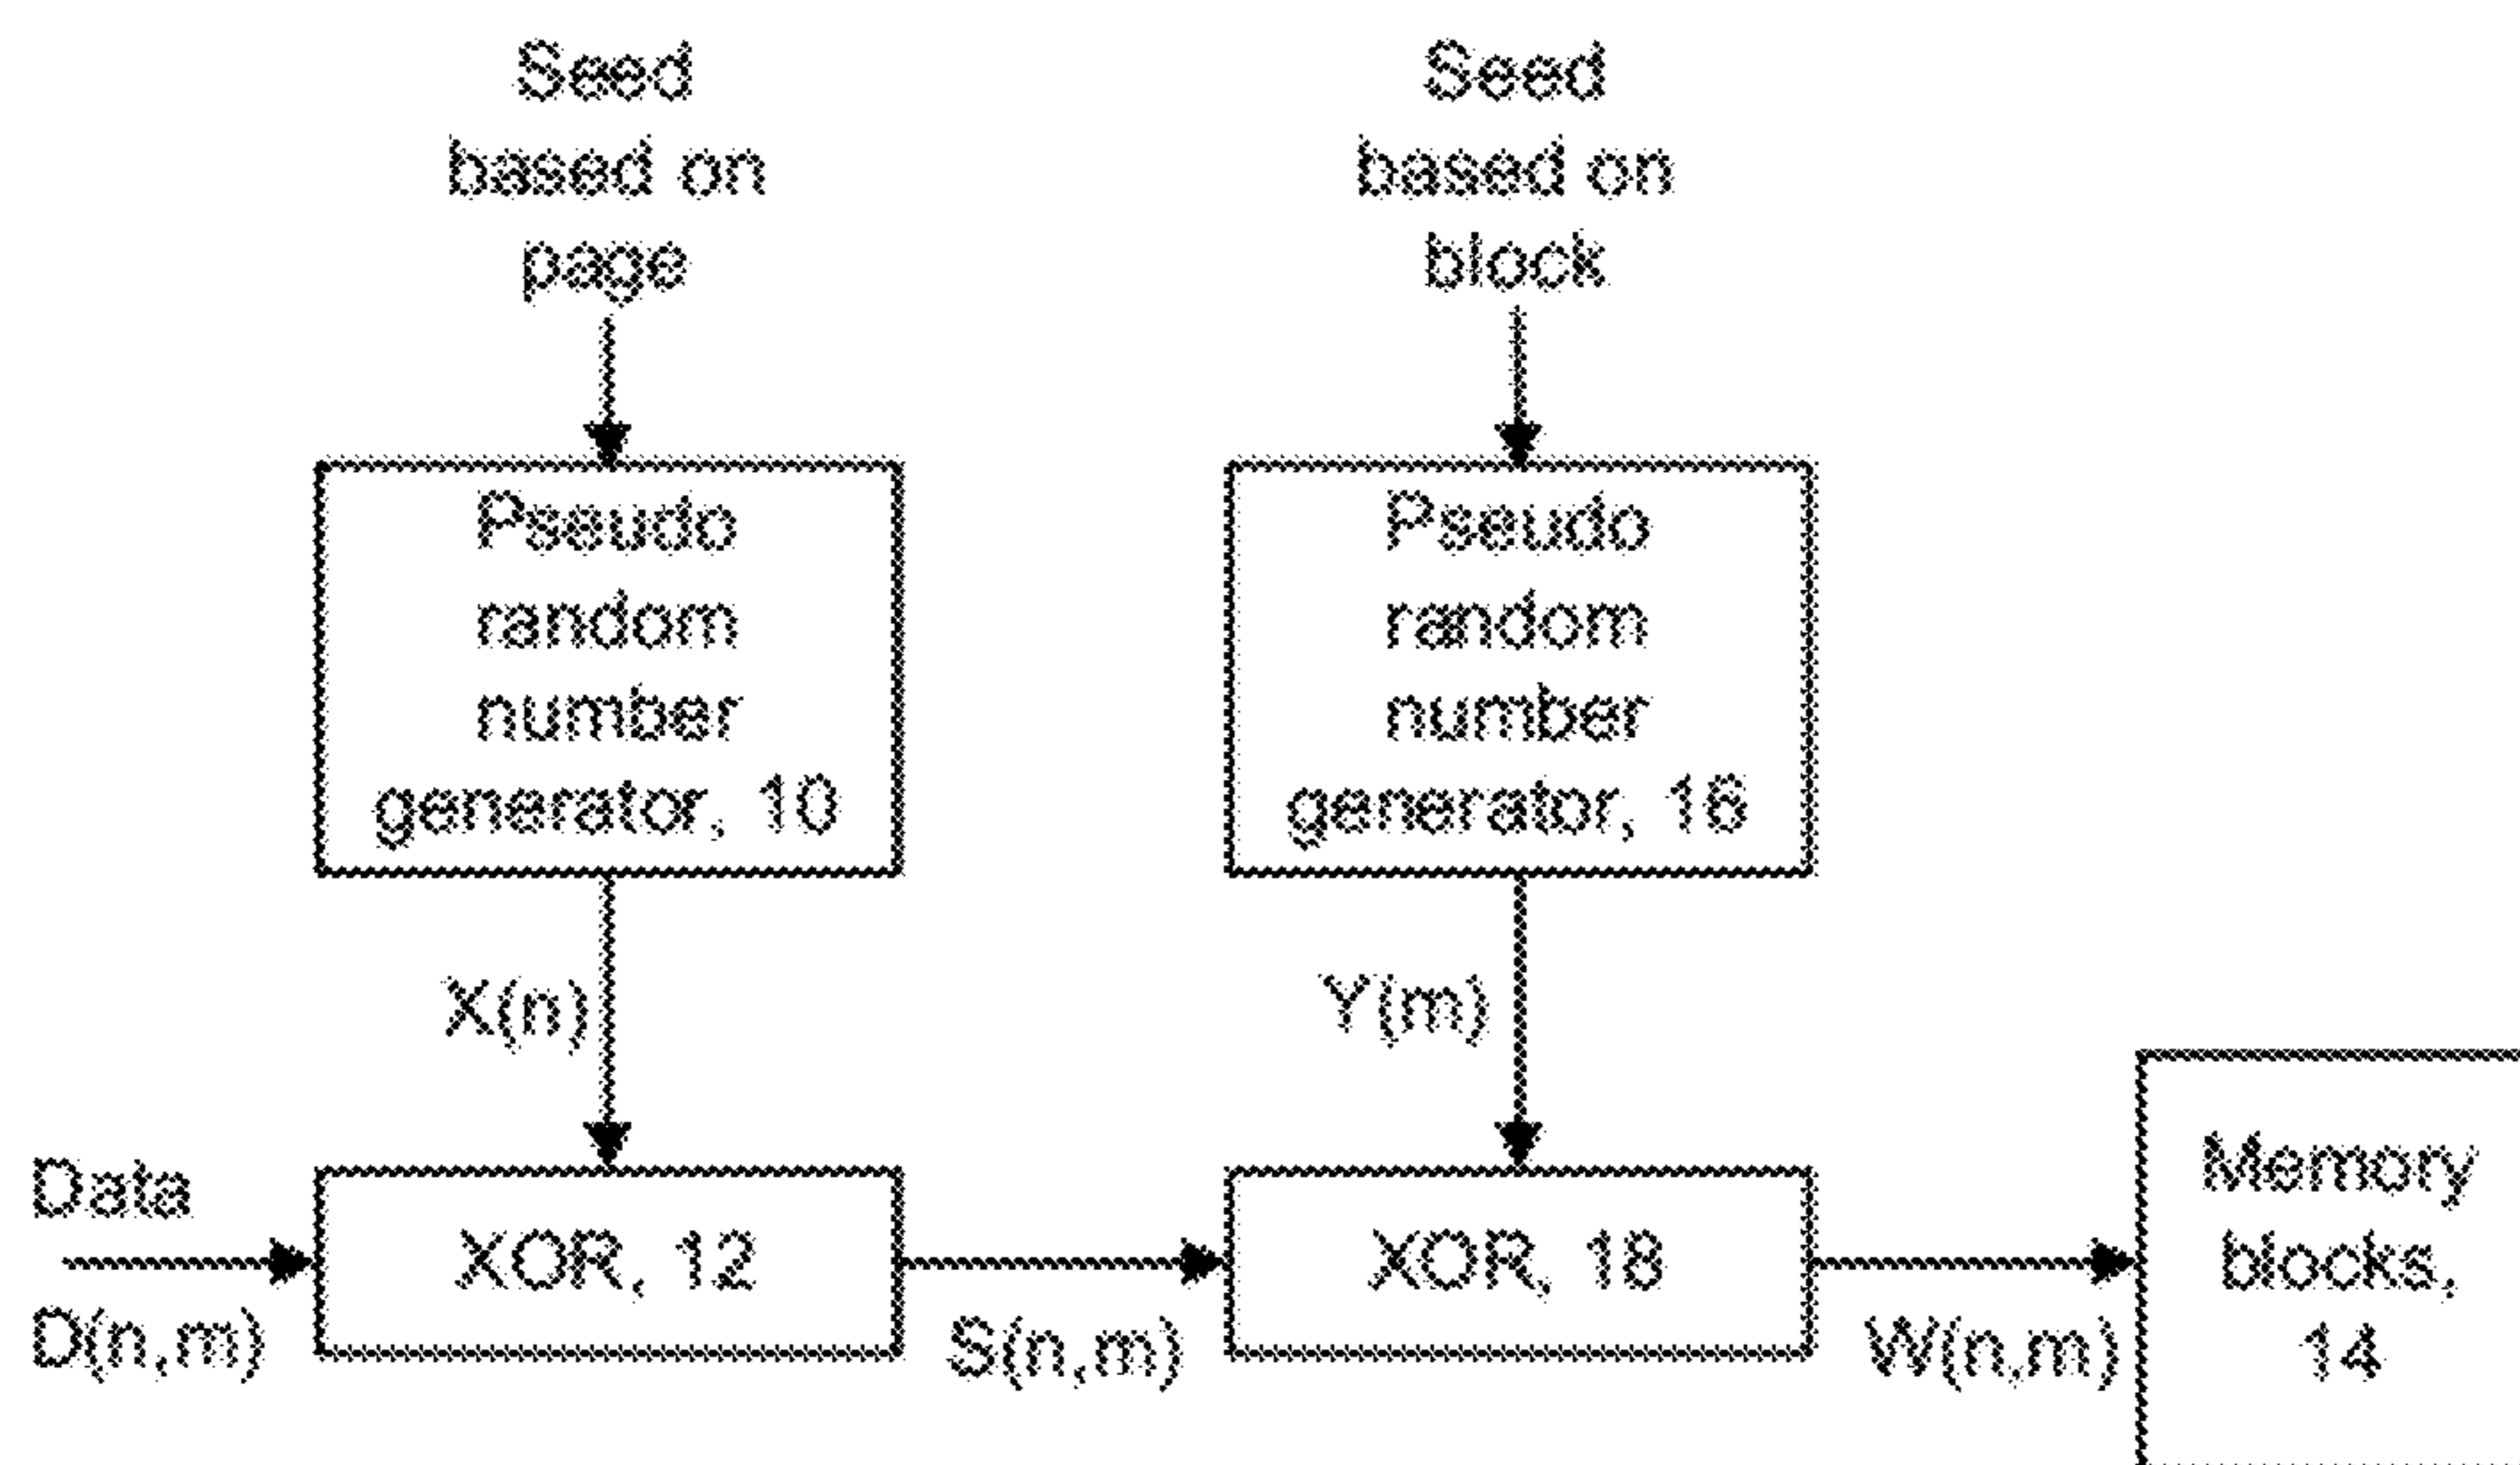 Seed
based on
page
Seed
based on
block
Pseudo
random
number
generator, 10
Pseudo
random
number
generator, 16
X(n)
Y(m)
Data
D(n,m)
XOR, 12
S(n,m)
XOR, 18
W(n,m)
Memory
blocks,
14